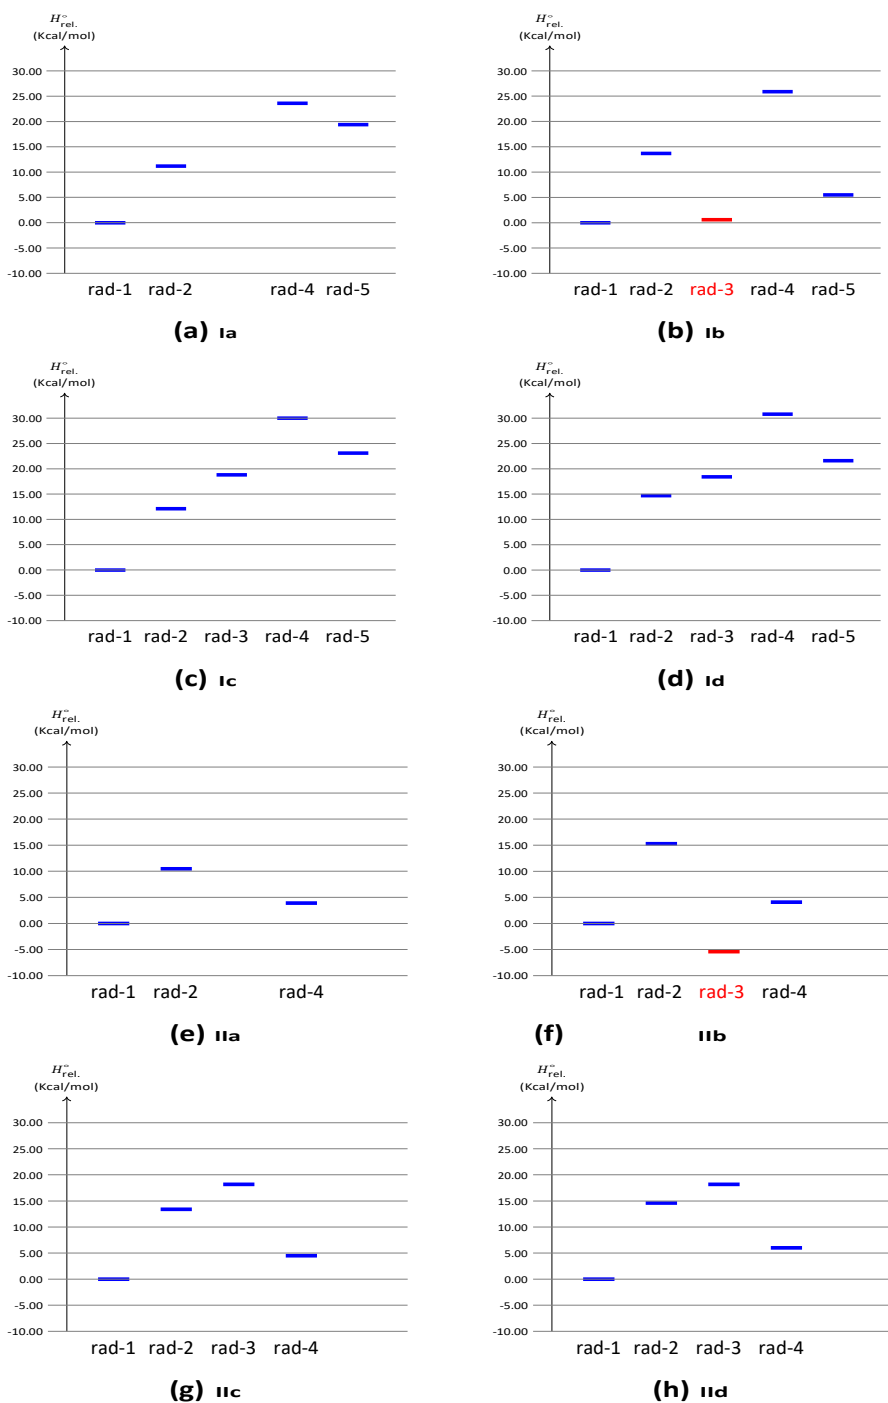 H°rel.
(Kcal/mol)
30.00
25.00
20.00
15.00
10.00
5.00
0.00
-5.00
-10.00
rad-1 rad-2 rad-4 rad-5
(a) Ia
H°rel.
(Kcal/mol)
30.00
25.00
20.00
15.00
10.00
5.00
0.00
-5.00
-10.00
rad-1 rad-2 rad-3 rad-4 rad-5
(b) Ib
H°rel.
(Kcal/mol)
30.00
25.00
20.00
15.00
10.00
5.00
0.00
-5.00
-10.00
rad-1 rad-2 rad-3 rad-4 rad-5
(c) Ic
H°rel.
(Kcal/mol)
30.00
25.00
20.00
15.00
10.00
5.00
0.00
-5.00
-10.00
rad-1 rad-2 rad-3 rad-4 rad-5
(d) Id
H°rel.
(Kcal/mol)
30.00
25.00
20.00
15.00
10.00
5.00
0.00
-5.00
-10.00
rad-1 rad-2 rad-4
(e) IIa
H°rel.
(Kcal/mol)
30.00
25.00
20.00
15.00
10.00
5.00
0.00
-5.00
-10.00
rad-1 rad-2 rad-3 rad-4
(f) IIb
H°rel.
(Kcal/mol)
30.00
25.00
20.00
15.00
10.00
5.00
0.00
-5.00
-10.00
rad-1 rad-2 rad-3 rad-4
(g) IIc
H°rel.
(Kcal/mol)
30.00
25.00
20.00
15.00
10.00
5.00
0.00
-5.00
-10.00
rad-1 rad-2 rad-3 rad-4
(h) IId